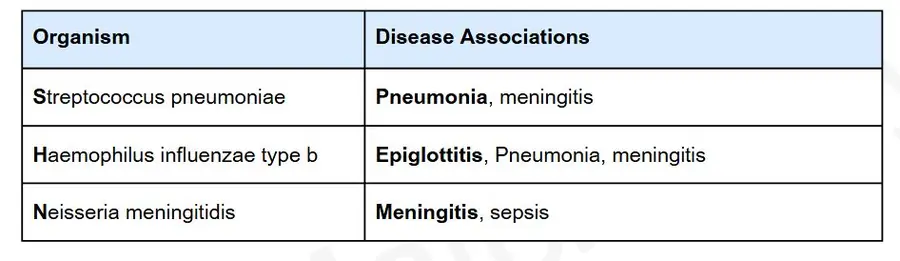 Organism Disease Associations
Streptococcus pneumoniae Pneumonia, meningitis
Haemophilus influenzae type b Epiglottitis, Pneumonia, meningitis
Neisseria meningitidis Meningitis, sepsis